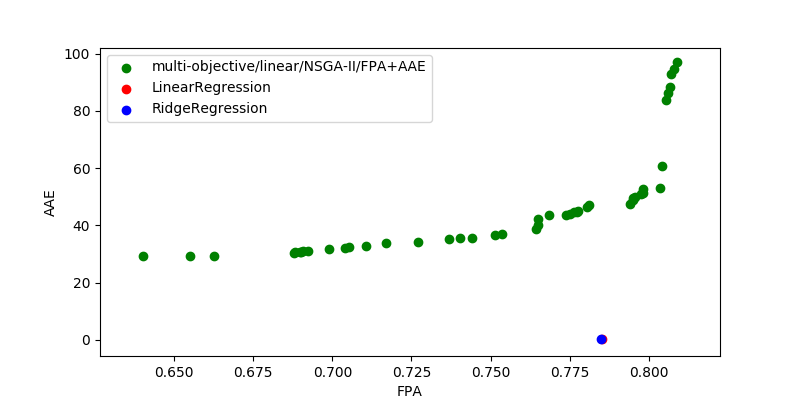 multi-objective/linear/NSGA-II/FPA+AAE
LinearRegression
RidgeRegression
100
80
60
40
20
0
AAE
0.650
0.675
0.700
0.725
0.750
0.775
0.800
FPA